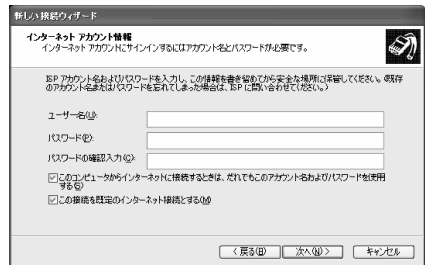 新しい接続ウィザード
インターネット アカウント情報
インターネット アカウントにサインインするにはアカウント名とパスワードが必要です。
ISP アカウント名およびパスワードを入力し、この情報を書き留めてから安全な場所に保管してください。(既存
のアカウント名またはパスワードを忘れてしまった場合は、ISP に問い合わせてください。)
ユーザー名(U):
パスワード(P):
パスワードの確認入力(C):
このコンピュータからインターネットに接続するときは、だれでもこのアカウント名およびパスワードを使用
する(S)
この接続を既定のインターネット接続とする(M)
< 戻る(B)
次へ(N) >
キャンセル